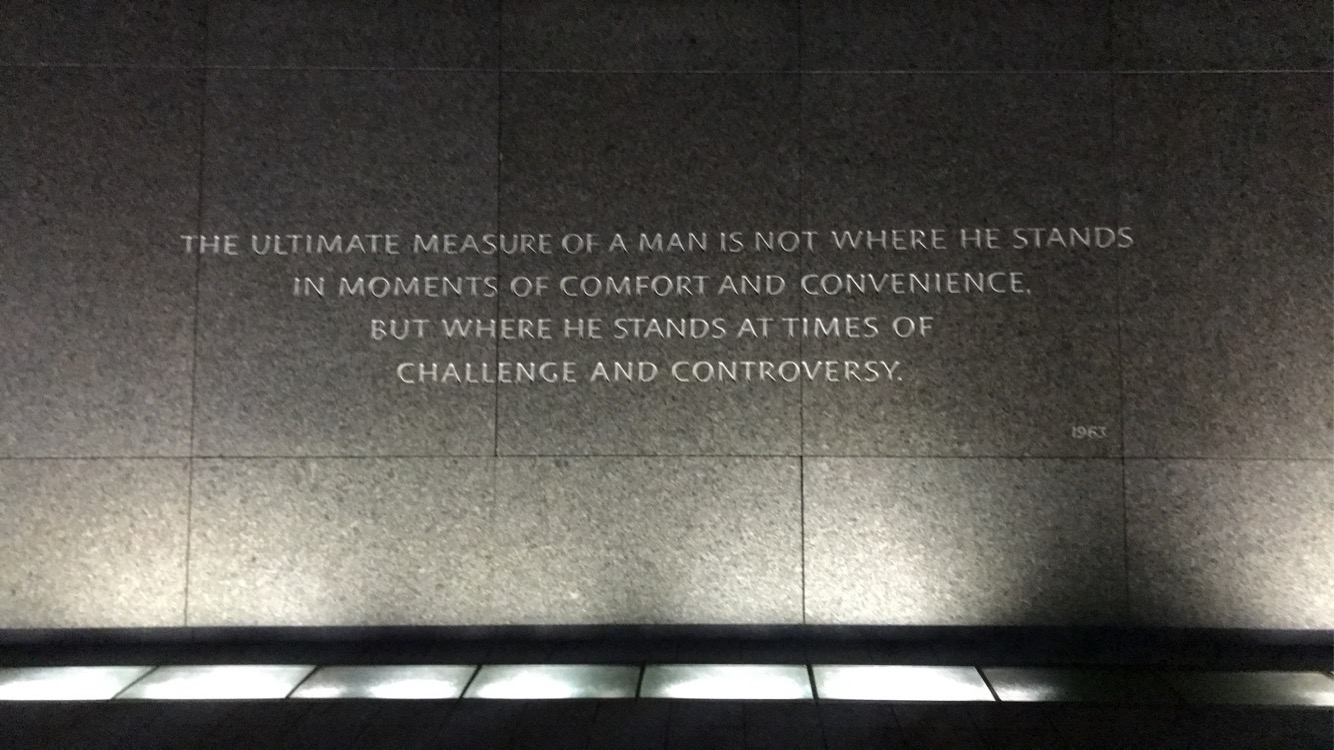 THE ULTIMATE MEASURE OF A MAN IS NOT WHERE HE STANDS
IN MOMENTS OF COMFORT AND CONVENIENCE,
BUT WHERE HE STANDS AT TIMES OF
CHALLENGE AND CONTROVERSY.
1963